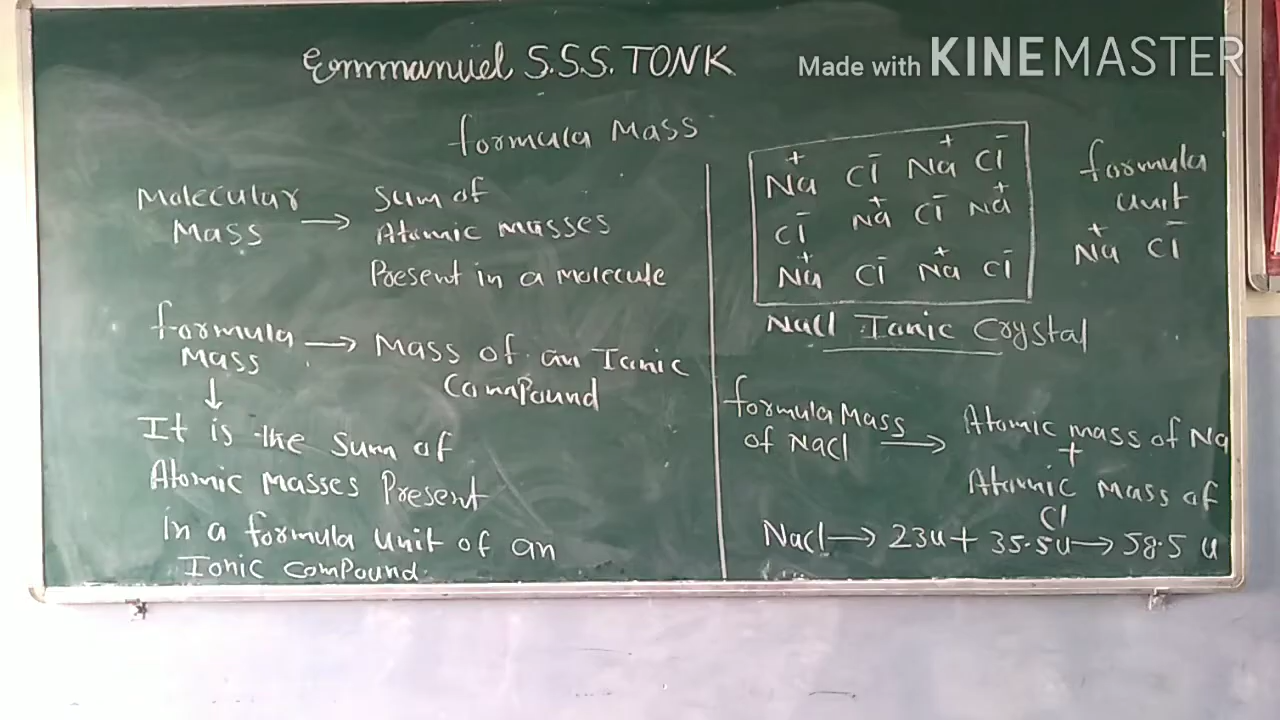 Emmanuel S.S.S. TONK
Made with KINEMASTER
formula Mass
Molecular Mass → Sum of
Atomic masses
Present in a molecule
formula Mass → Mass of an Ionic
Compound
↓
It is the Sum of
Atomic Masses Present
in a formula Unit of an
Ionic Compound.
Na⁺ Cl⁻ Na⁺ Cl⁻
Cl⁻ Na⁺ Cl⁻ Na⁺
Na⁺ Cl⁻ Na⁺ Cl⁻
Nacl Ionic Crystal
formula
Unit
Na⁺ Cl⁻
formula Mass of Nacl → Atomic mass of Na
+
Atomic Mass of
Cl
Nacl → 23u + 35.5u → 58.5 u